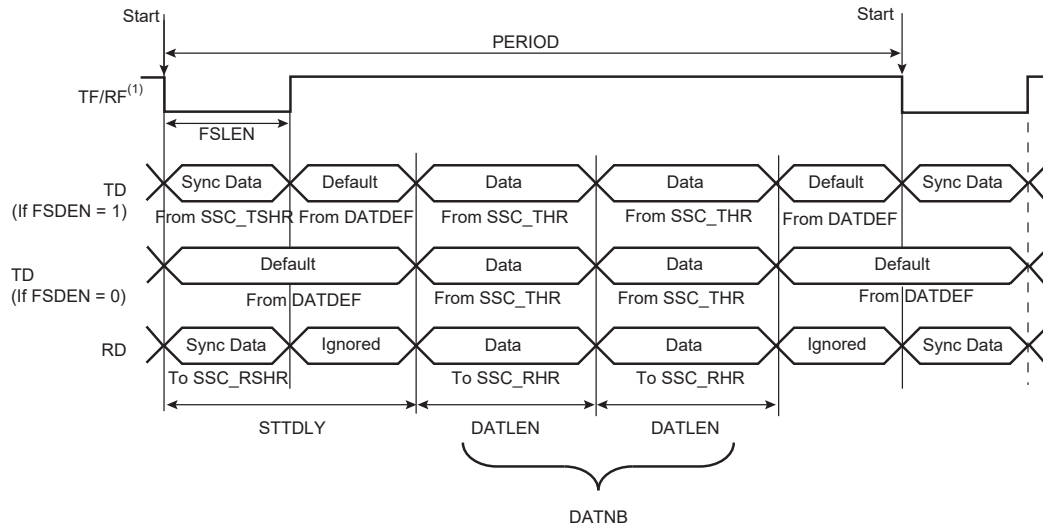 Start
Start
PERIOD
TF/RF(1)
FSLEN
TD
(If FSDEN = 1)
Sync Data
Default
Data
Data
Default
Sync Data
From SSC_TSHR
From DATDEF
From SSC_THR
From SSC_THR
From DATDEF
TD
(If FSDEN = 0)
Default
Data
Data
Default
From DATDEF
From SSC_THR
From SSC_THR
From DATDEF
RD
Sync Data
Ignored
Data
Data
Ignored
Sync Data
To SSC_RSHR
To SSC_RHR
To SSC_RHR
STTDLY
DATLEN
DATLEN
DATNB